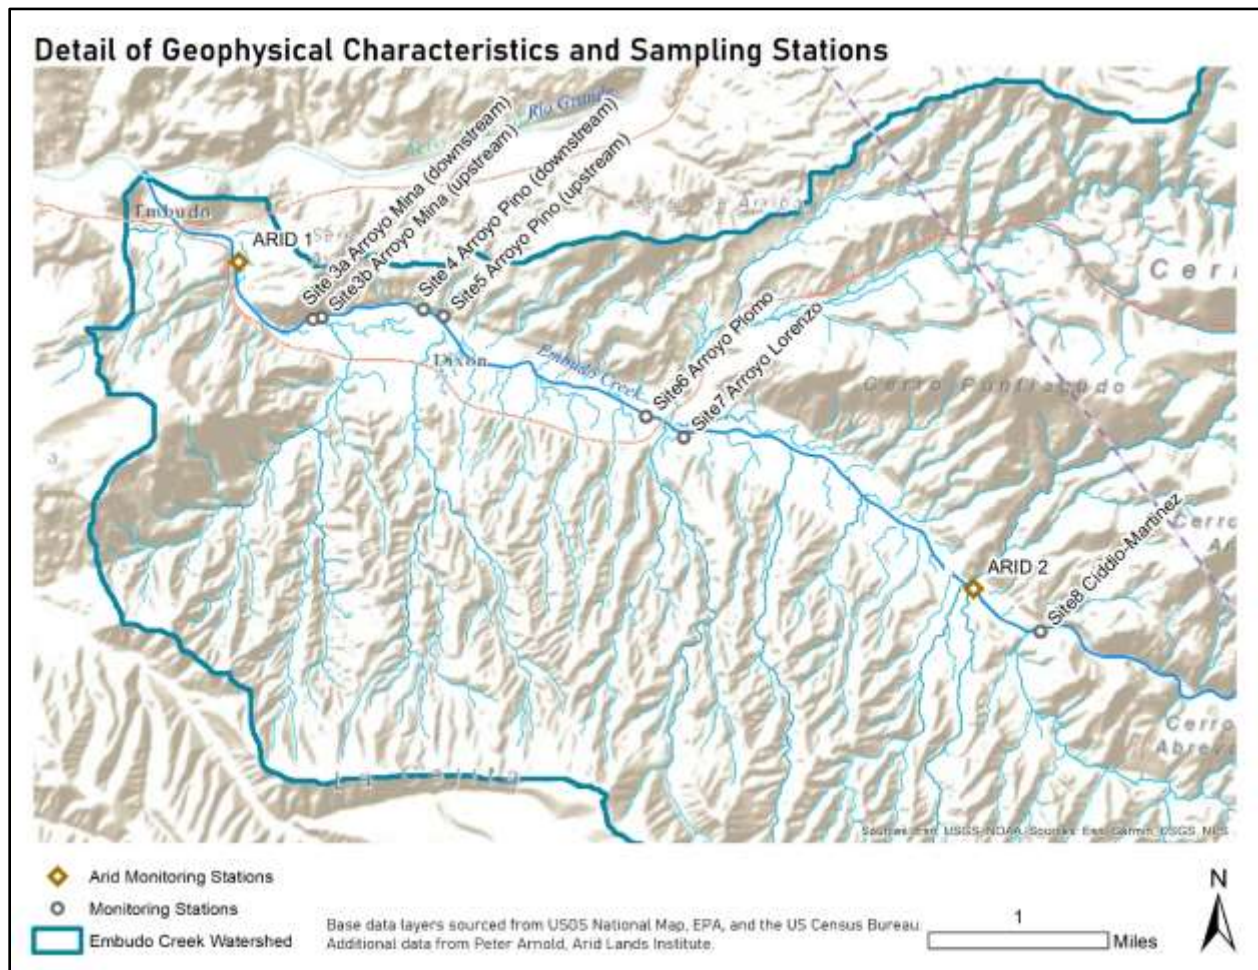 Detail of Geophysical Characteristics and Sampling Stations
Rio Grande
Embudo
ARID 1
Site 3a Arroyo Mina (downstream)
Site3b Arroyo Mina (upstream)
Site 4 Arroyo Pino (downstream)
Site5 Arroyo Pino (upstream)
Dixon
Embudo Creek
Site6 Arroyo Plomo
Site7 Arroyo Lorenzo
Cerro
ARID 2
Site8 Ciddio-Martinez
Cerro
Cerro
Arid Monitoring Stations
Monitoring Stations
Embudo Creek Watershed
Base data layers sourced from USGS National Map, EPA, and the US Census Bureau.
Additional data from Peter Arnold, Arid Lands Institute.
1
Miles
N